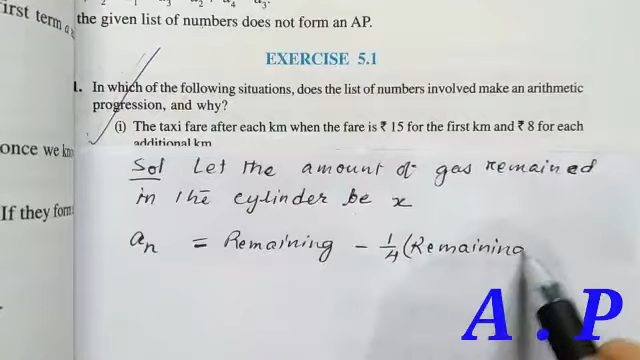 irst term a
the given list of numbers does not form an AP.
EXERCISE 5.1
1. In which of the following situations, does the list of numbers involved make an arithmetic
progression, and why?
(i) The taxi fare after each km when the fare is ₹ 15 for the first km and ₹ 8 for each
additional km
once we kn
If they form
Sol Let the amount of gas remained
in the cylinder be x
an = Remaining - 1/4 (Remaining
A . P